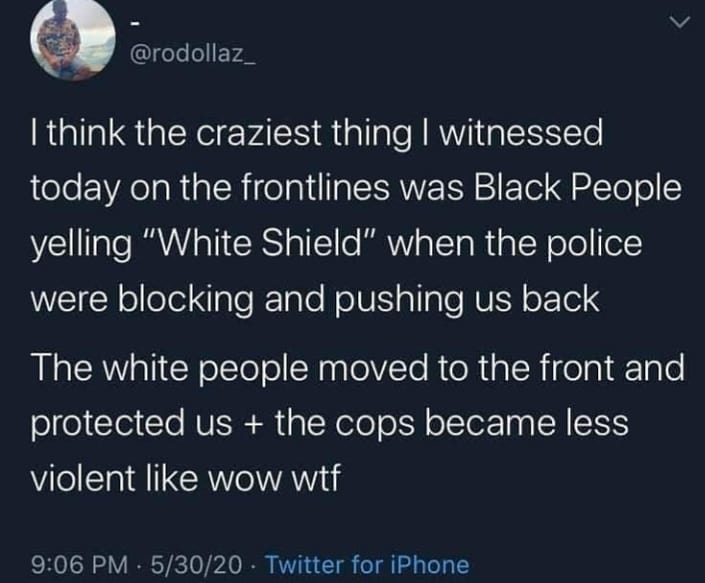 -
@rodollaz_
I think the craziest thing I witnessed
today on the frontlines was Black People
yelling “White Shield” when the police
were blocking and pushing us back
The white people moved to the front and
protected us + the cops became less
violent like wow wtf
9:06 PM · 5/30/20 · Twitter for iPhone